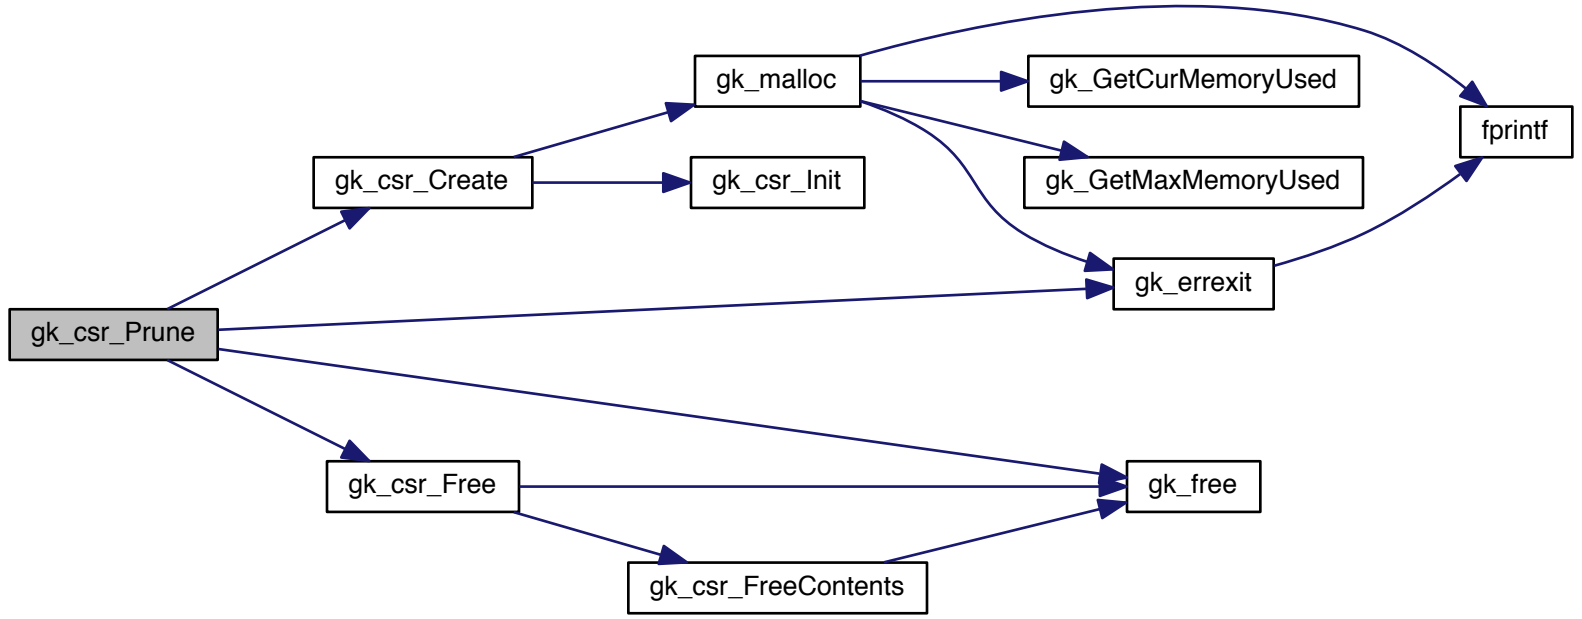 gk_malloc
gk_GetCurMemoryUsed
fprintf
gk_csr_Create
gk_csr_Init
gk_GetMaxMemoryUsed
gk_errexit
gk_csr_Prune
gk_csr_Free
gk_free
gk_csr_FreeContents